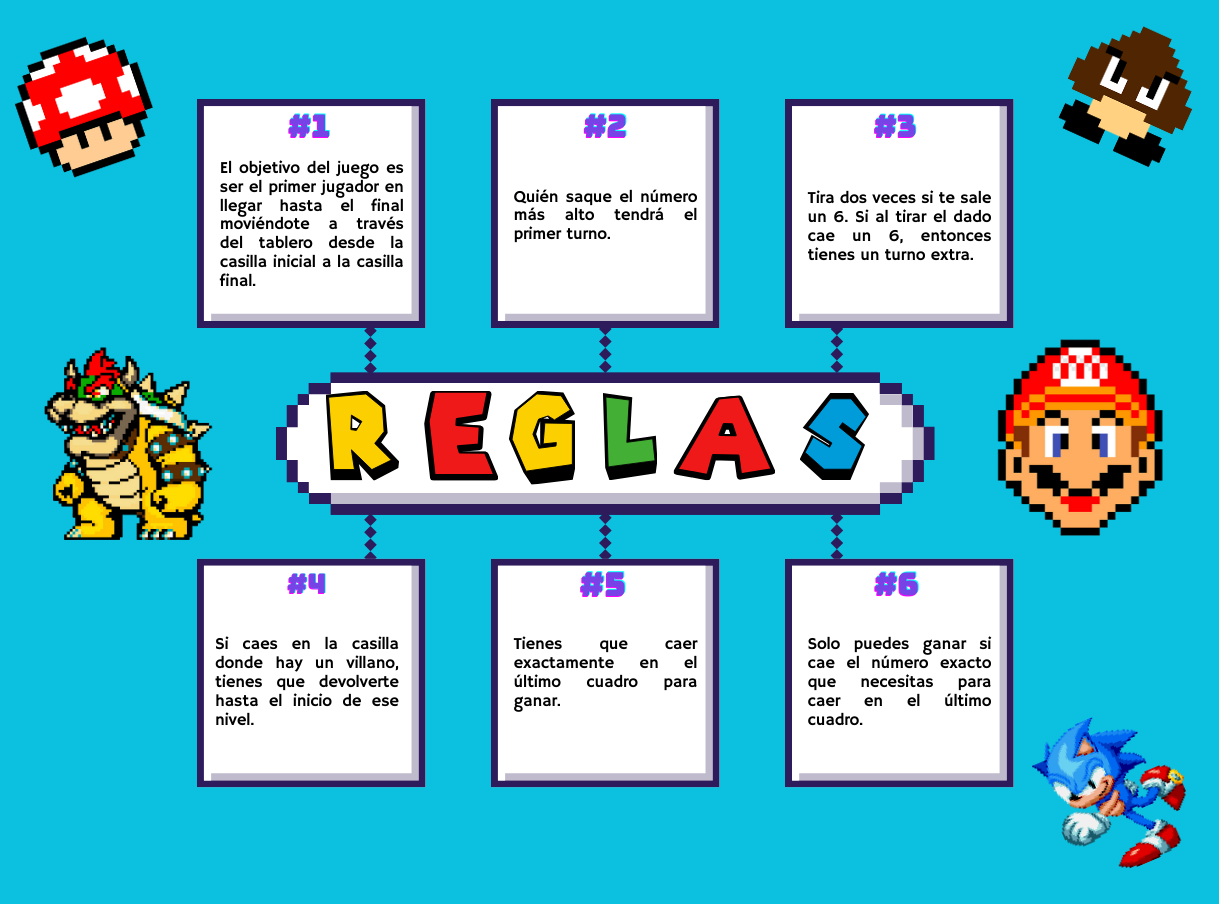 #1
El objetivo del juego es
ser el primer jugador en
llegar hasta el final
moviéndote a través
del tablero desde la
casilla inicial a la casilla
final.
#2
Quién saque el número
más alto tendrá el
primer turno.
#3
Tira dos veces si te sale
un 6. Si al tirar el dado
cae un 6, entonces
tienes un turno extra.
REGLAS
#4
Si caes en la casilla
donde hay un villano,
tienes que devolverte
hasta el inicio de ese
nivel.
#5
Tienes que caer
exactamente en el
último cuadro para
ganar.
#6
Solo puedes ganar si
cae el número exacto
que necesitas para
caer en el último
cuadro.